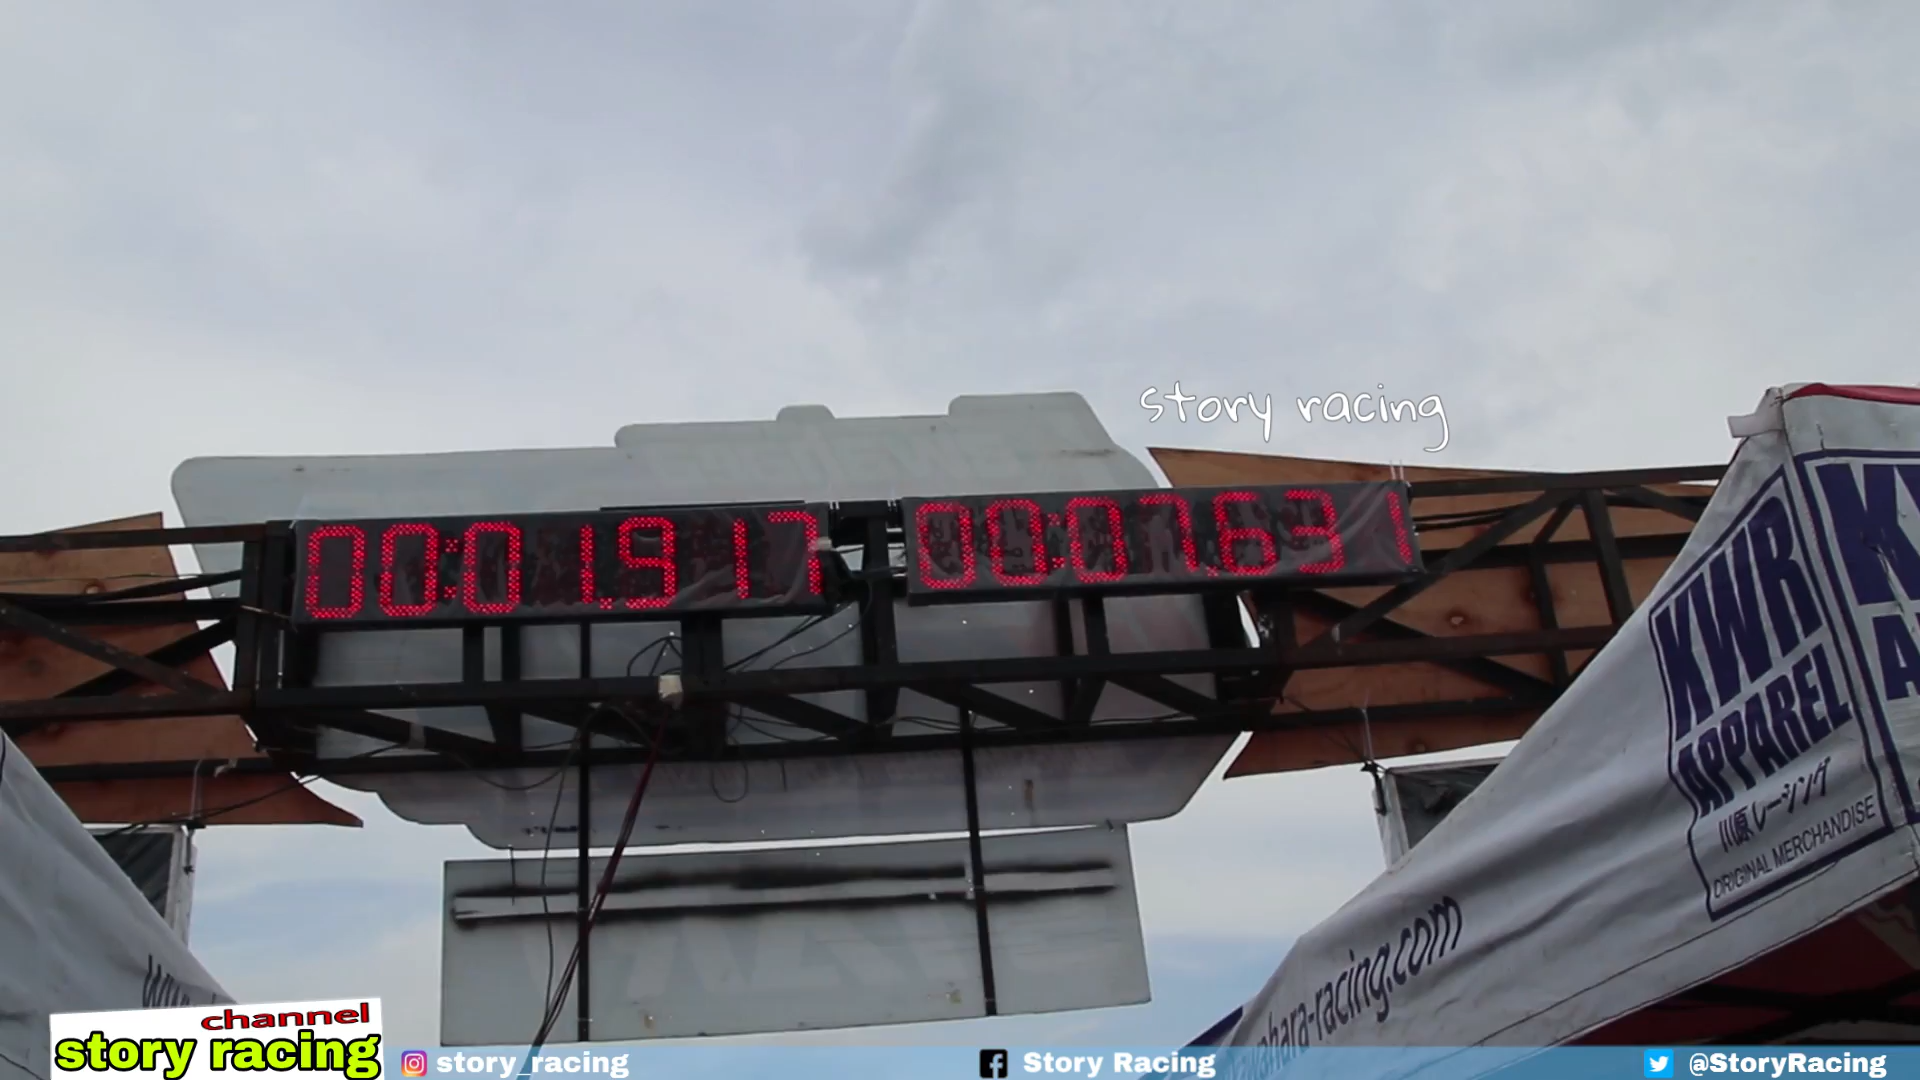 story racing
00:01.917
00:07.631
KWR
APPAREL
川原レーシング
ORIGINAL MERCHANDISE
hara-racing.com
channel
story racing
story_racing
Story Racing
@StoryRacing